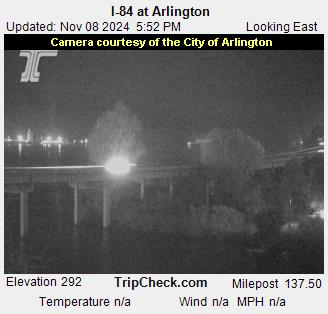 I-84 at Arlington
Updated: Nov 08 2024 5:52 PM Looking East
Camera courtesy of the City of Arlington
Elevation 292 TripCheck.com Milepost 137.50
Temperature n/a Wind n/a MPH n/a